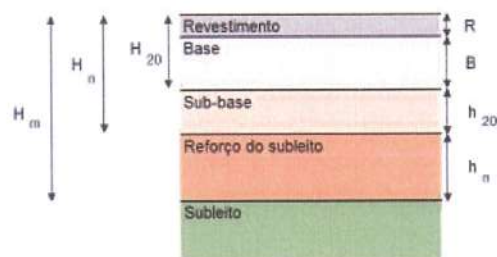 Revestimento
R
Base
H 20
B
H n
Sub-base
h 20
H m
Reforço do subleito
h n
Subleito